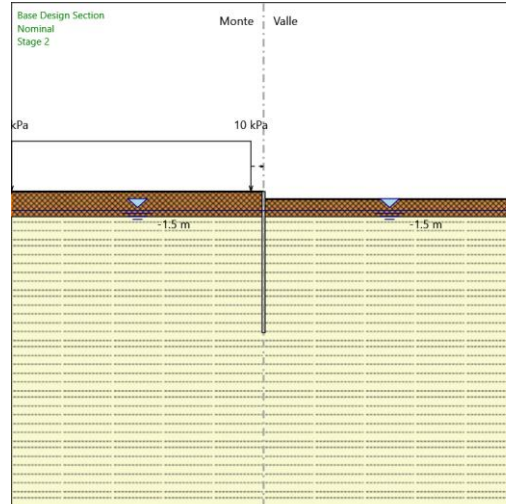 Base Design Section
Nominal
Stage 2
Monte
Valle
kPa
10 kPa
-1.5 m
-1.5 m